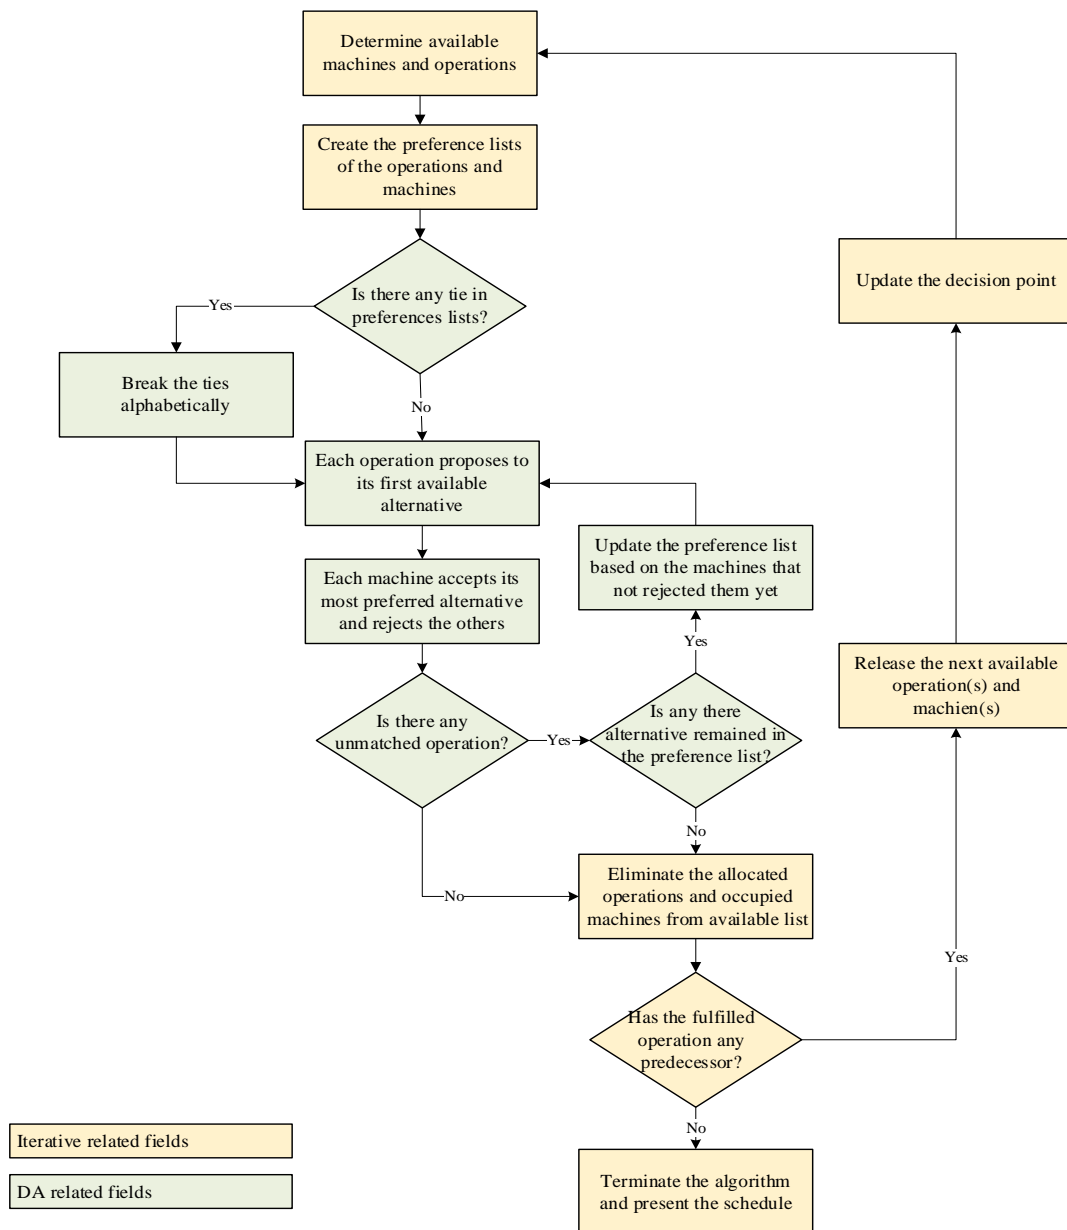 Determine available
machines and operations
Create the preference lists
of the operations and
machines
Is there any tie in
preferences lists?
Yes
Break the ties
alphabetically
No
Each operation proposes to
its first available
alternative
Each machine accepts its
most preferred alternative
and rejects the others
Is there any
unmatched operation?
Yes
Is any there
alternative remained in
the preference list?
Yes
Update the preference list
based on the machines that
not rejected them yet
No
No
Eliminate the allocated
operations and occupied
machines from available list
Has the fulfilled
operation any
predecessor?
Yes
Release the next available
operation(s) and
machien(s)
Update the decision point
No
Terminate the algorithm
and present the schedule
Iterative related fields
DA related fields